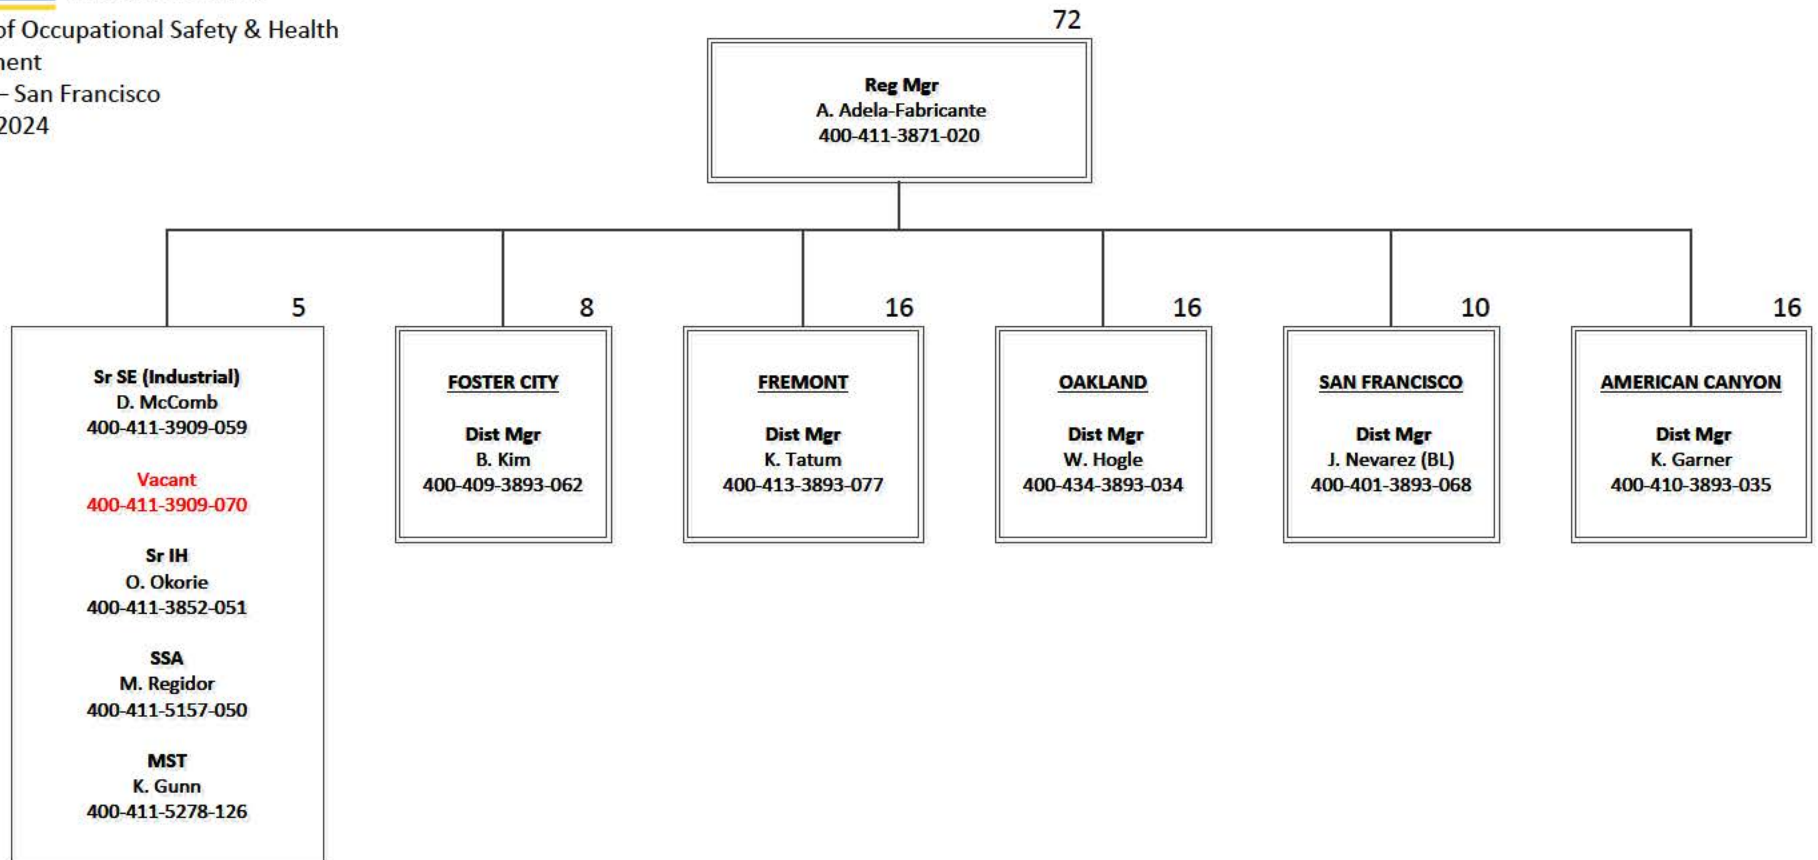 of Occupational Safety & Health
– San Francisco
2024
72
Reg Mgr
A. Adela-Fabricante
400-411-3871-020
5
Sr SE (Industrial)
D. McComb
400-411-3909-059
Vacant
400-411-3909-070
Sr IH
O. Okorie
400-411-3852-051
SSA
M. Regidor
400-411-5157-050
MST
K. Gunn
400-411-5278-126
8
FOSTER CITY
Dist Mgr
B. Kim
400-409-3893-062
16
FREMONT
Dist Mgr
K. Tatum
400-413-3893-077
16
OAKLAND
Dist Mgr
W. Hogle
400-434-3893-034
10
SAN FRANCISCO
Dist Mgr
J. Nevarez (BL)
400-401-3893-068
16
AMERICAN CANYON
Dist Mgr
K. Garner
400-410-3893-035